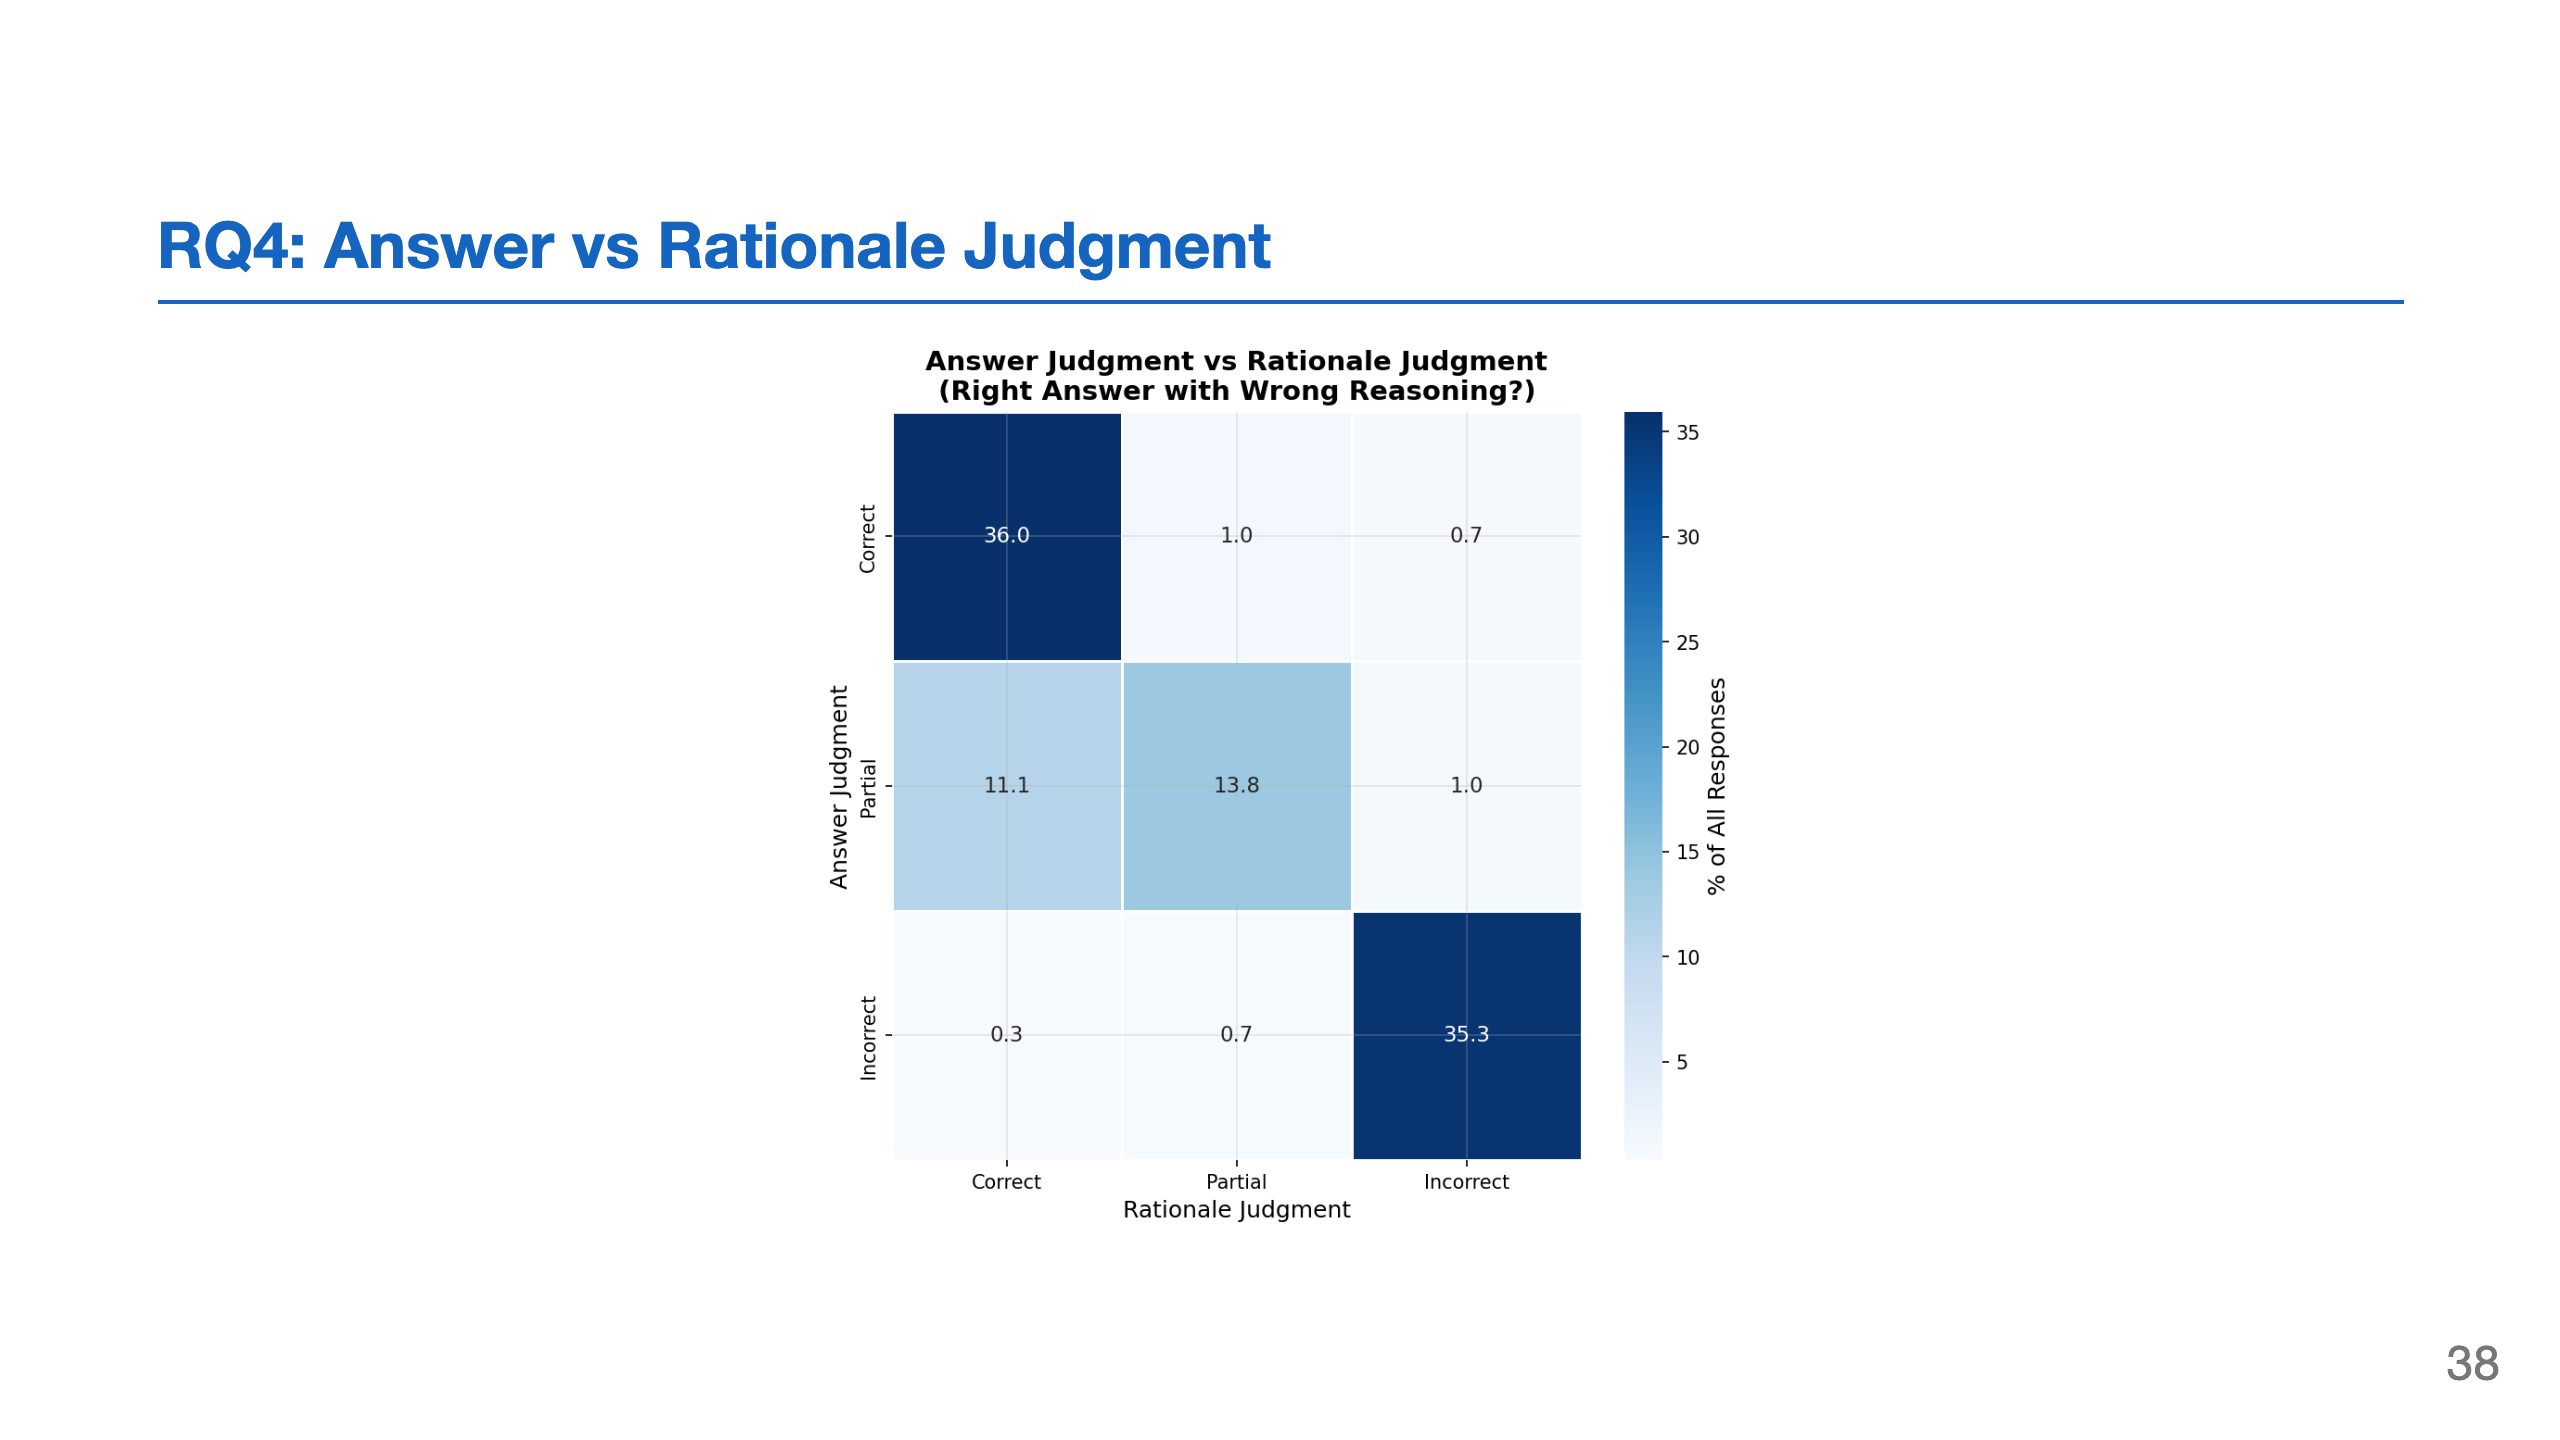 RQ4: Answer vs Rationale Judgment
Answer Judgment vs Rationale Judgment
(Right Answer with Wrong Reasoning?)
Answer Judgment
Correct
36.0 1.0 0.7
Partial
11.1 13.8 1.0
Incorrect
0.3 0.7 35.3
Correct Partial Incorrect
Rationale Judgment
35
30
25
20
15
10
5
% of All Responses
38